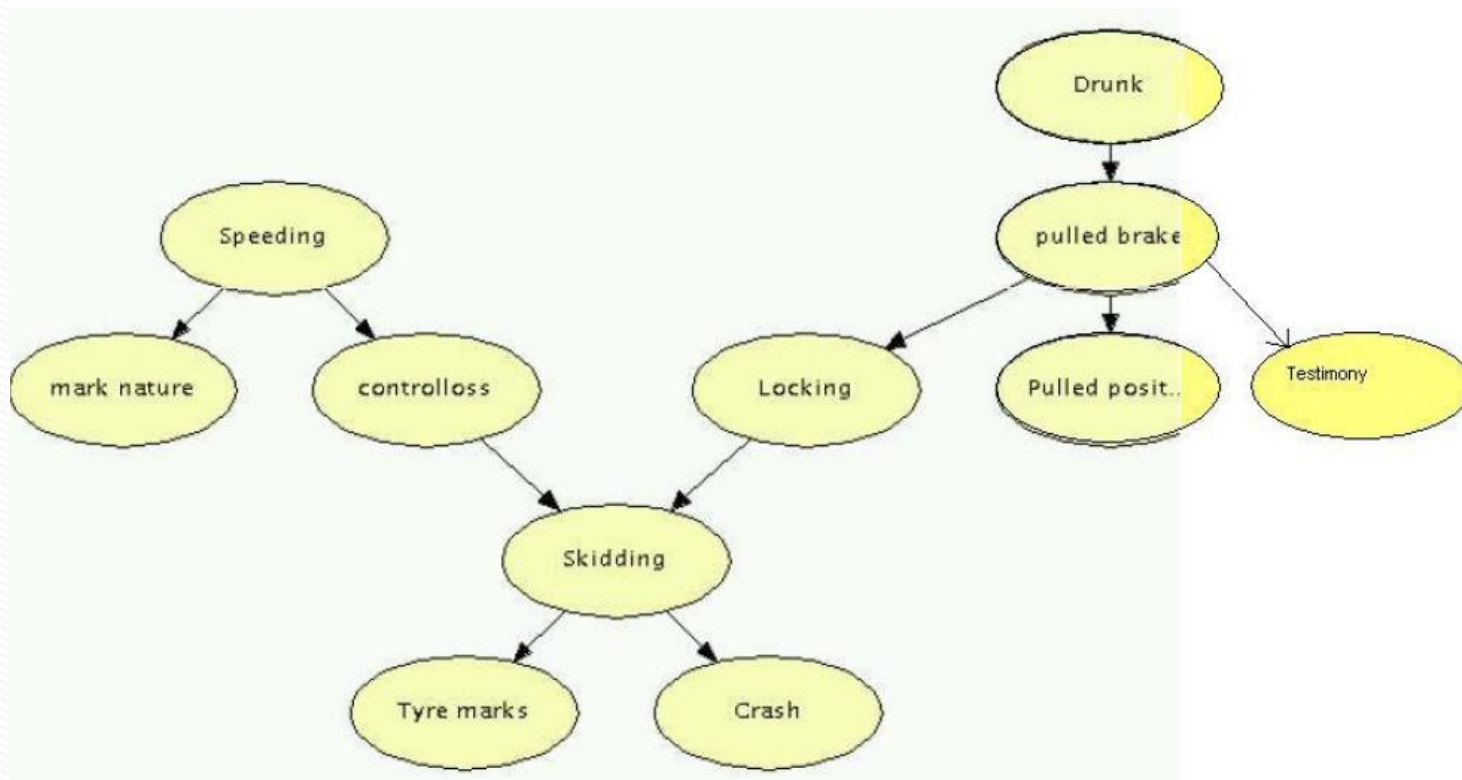 Drunk
Speeding
pulled brake
mark nature
controlloss
Locking
Pulled posit..
Testimony
Skidding
Tyre marks
Crash